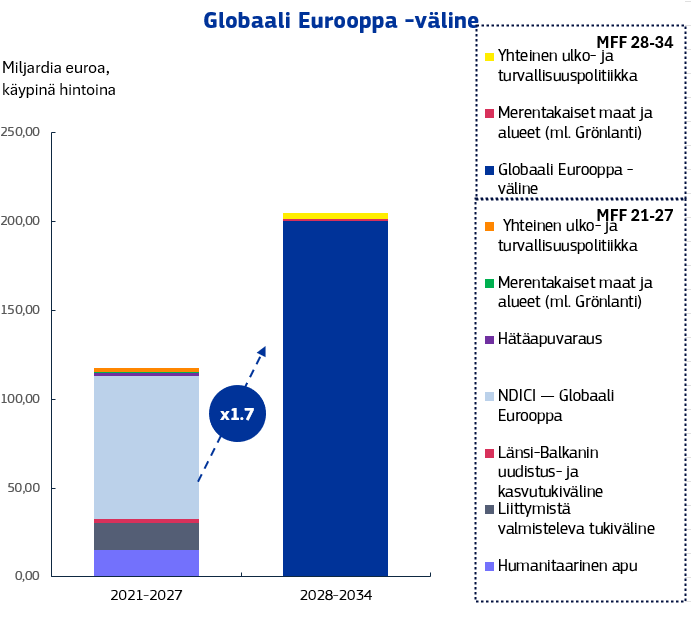 Globaali Eurooppa -väline
Miljardia euroa,
käypinä hintoina
250,00
200,00
150,00
100,00
50,00
0,00
x1.7
2021-2027
2028-2034
MFF 28-34
Yhteinen ulko- ja
turvallisuuspolitiikka
Merentakaiset maat ja
alueet (ml. Grönlanti)
Globaali Eurooppa -
väline
MFF 21-27
Yhteinen ulko- ja
turvallisuuspolitiikka
Merentakaiset maat ja
alueet (ml. Grönlanti)
Hätäapuvaraus
NDICI — Globaali
Eurooppa
Länsi-Balkanin
uudistus- ja
kasvutukiväline
Liittymistä
valmisteleva tukiväline
Humanitaarinen apu